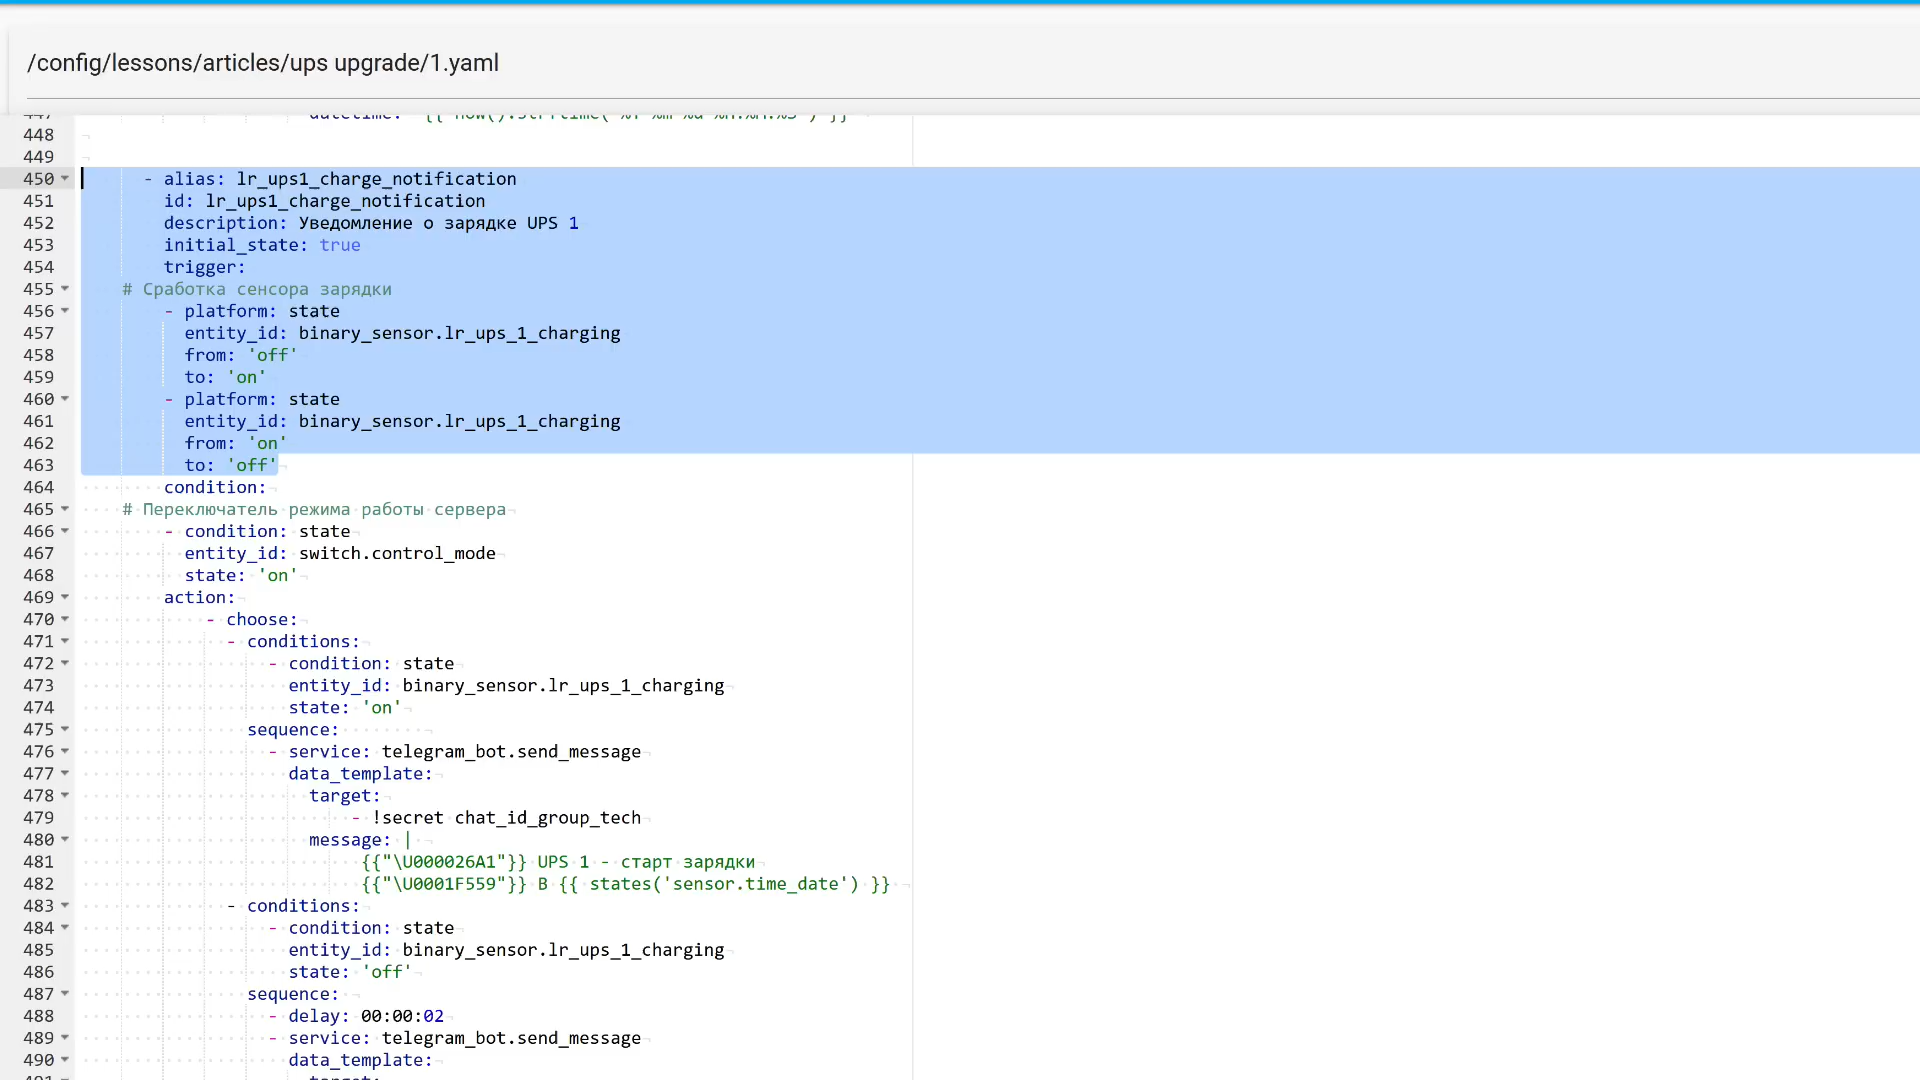 /config/lessons/articles/ups upgrade/1.yaml
447 datetime: "{{ now().strftime('%Y-%m-%d %H:%M:%S') }}"
448
449
450 - alias: lr_ups1_charge_notification
451 id: lr_ups1_charge_notification
452 description: Уведомление о зарядке UPS 1
453 initial_state: true
454 trigger:
455 # Сработка сенсора зарядки
456 - platform: state
457 entity_id: binary_sensor.lr_ups_1_charging
458 from: 'off'
459 to: 'on'
460 - platform: state
461 entity_id: binary_sensor.lr_ups_1_charging
462 from: 'on'
463 to: 'off'
464 condition:
465 # Переключатель режима работы сервера
466 - condition: state
467 entity_id: switch.control_mode
468 state: 'on'
469 action:
470 - choose:
471 - conditions:
472 - condition: state
473 entity_id: binary_sensor.lr_ups_1_charging
474 state: 'on'
475 sequence:
476 - service: telegram_bot.send_message
477 data_template:
478 target:
479 - !secret chat_id_group_tech
480 message: |
481 {{"\U000026A1"}} UPS 1 - старт зарядки
482 {{"\U0001F559"}} В {{ states('sensor.time_date') }}
483 - conditions:
484 - condition: state
485 entity_id: binary_sensor.lr_ups_1_charging
486 state: 'off'
487 sequence:
488 - delay: 00:00:02
489 - service: telegram_bot.send_message
490 data_template:
491 target: